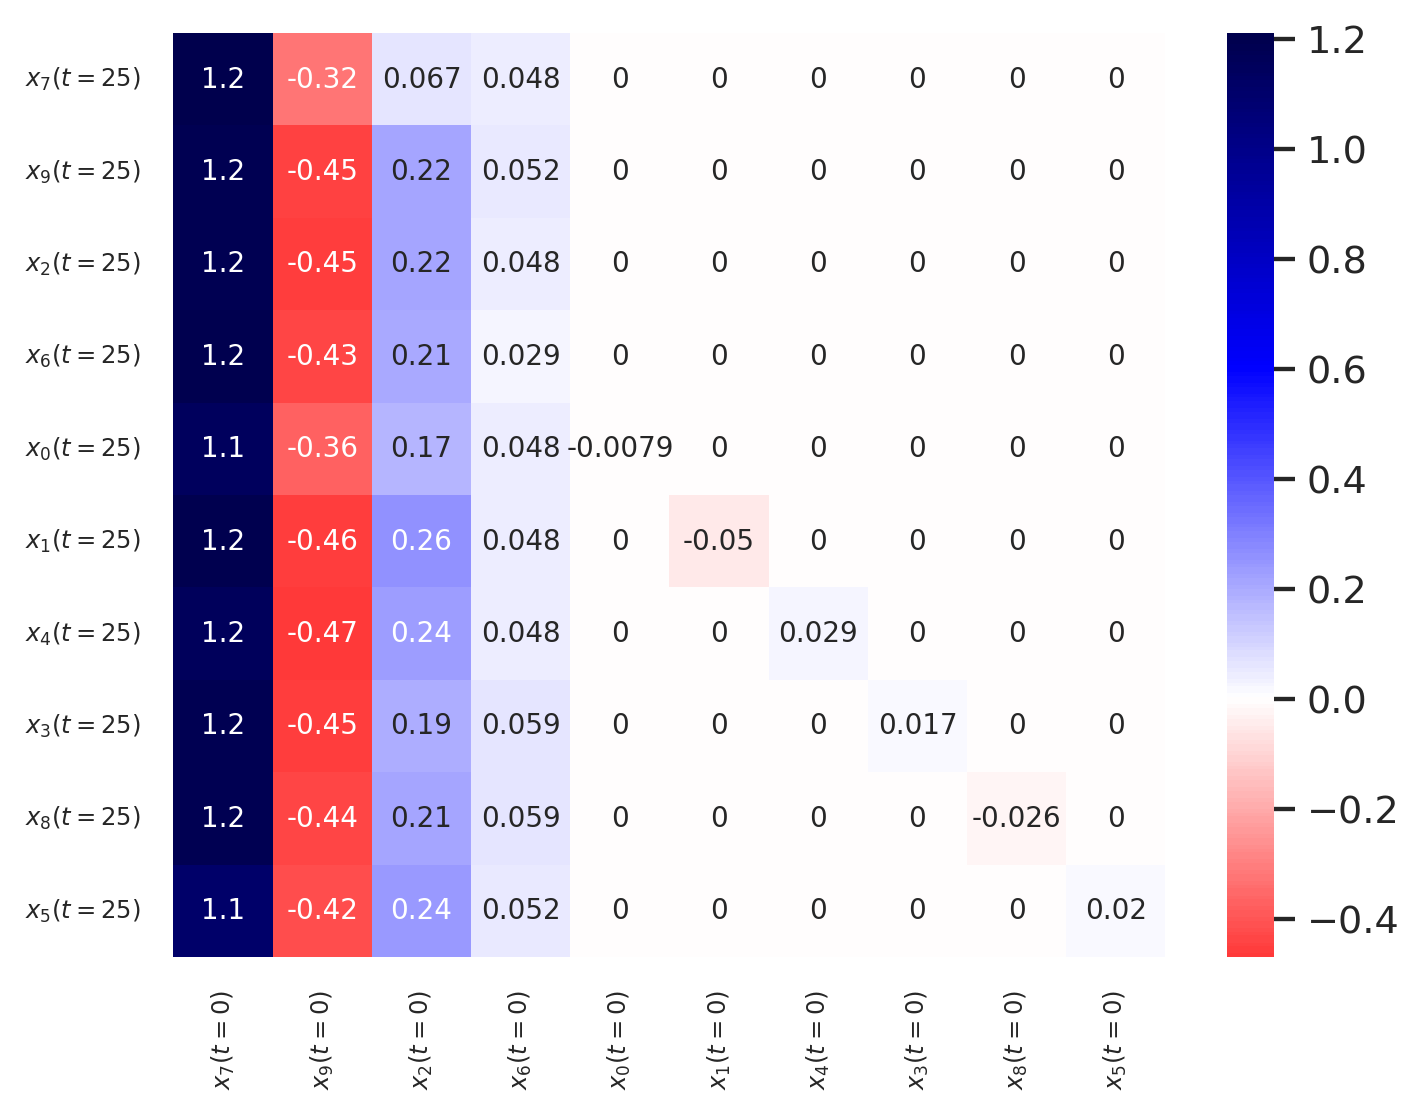 x₇(t = 25) 1.2 -0.32 0.067 0.048 0 0 0 0 0 0
x₉(t = 25) 1.2 -0.45 0.22 0.052 0 0 0 0 0 0
x₂(t = 25) 1.2 -0.45 0.22 0.048 0 0 0 0 0 0
x₆(t = 25) 1.2 -0.43 0.21 0.029 0 0 0 0 0 0
x₀(t = 25) 1.1 -0.36 0.17 0.048 -0.0079 0 0 0 0 0
x₁(t = 25) 1.2 -0.46 0.26 0.048 0 -0.05 0 0 0 0
x₄(t = 25) 1.2 -0.47 0.24 0.048 0 0 0.029 0 0 0
x₃(t = 25) 1.2 -0.45 0.19 0.059 0 0 0 0.017 0 0
x₈(t = 25) 1.2 -0.44 0.21 0.059 0 0 0 0 -0.026 0
x₅(t = 25) 1.1 -0.42 0.24 0.052 0 0 0 0 0 0.02
x₇(t = 0)
x₉(t = 0)
x₂(t = 0)
x₆(t = 0)
x₀(t = 0)
x₁(t = 0)
x₄(t = 0)
x₃(t = 0)
x₈(t = 0)
x₅(t = 0)
1.2
1.0
0.8
0.6
0.4
0.2
0.0
−0.2
−0.4